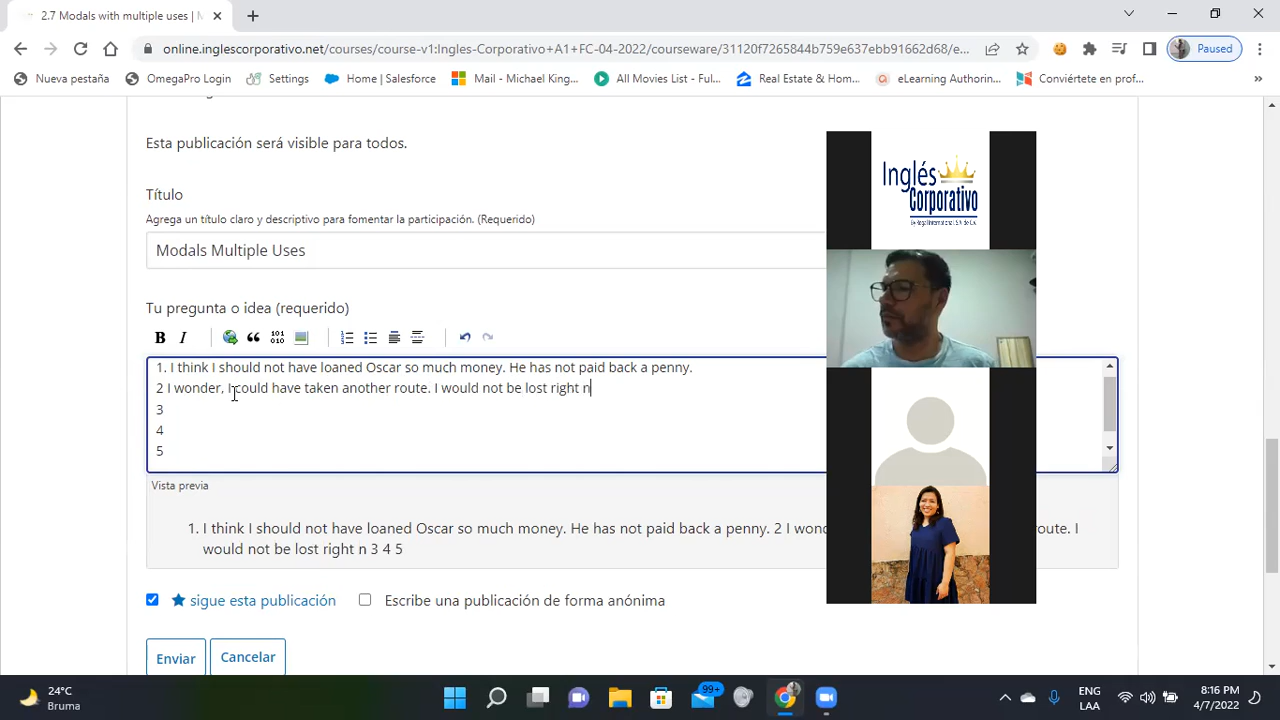 2.7 Modals with multiple uses | M
online.inglescorporativo.net/courses/course-v1:Ingles-Corporativo+A1+FC-04-2022/courseware/31120f7265844b759e37ebb91662d68/e...
Paused
Nueva pestaña
OmegaPro Login
Settings
Home | Salesforce
Mail - Michael King...
All Movies List - Ful...
Real Estate & Hom...
eLearning Authorin...
Conviértete en prof...
»
Esta publicación será visible para todos.
Título
Agrega un título claro y descriptivo para fomentar la participación. (Requerido)
Modals Multiple Uses
Tu pregunta o idea (requerido)
B I
1. I think I should not have loaned Oscar so much money. He has not paid back a penny.
2 I wonder, I could have taken another route. I would not be lost right n
3
4
5
Vista previa
1. I think I should not have loaned Oscar so much money. He has not paid back a penny. 2 I wond
oute. I
would not be lost right n 3 4 5
sigue esta publicación
Escribe una publicación de forma anónima
Enviar
Cancelar
Inglés
Corporativo
24°C
Bruma
99+
ENG
LAA
8:16 PM
4/7/2022